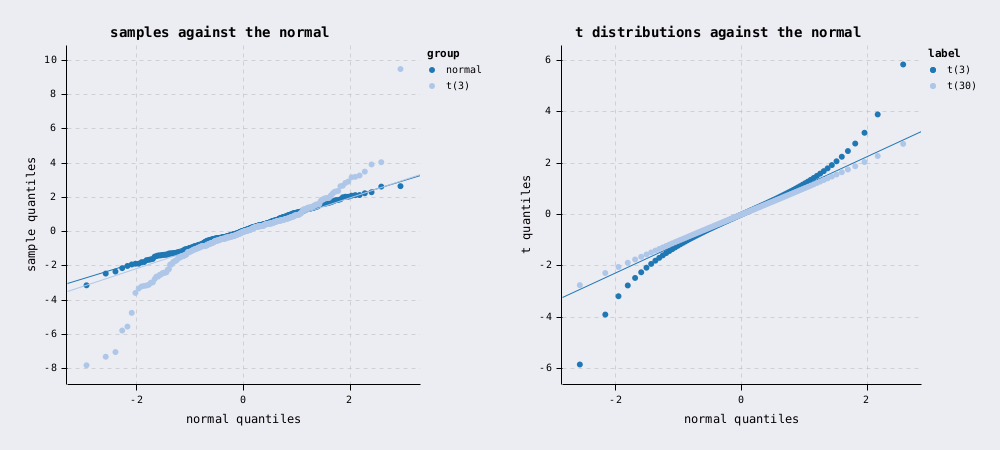 samples against the normal
group
normal
t(3)
10
8
6
4
2
0
-2
-4
-6
-8
sample quantiles
-2
0
2
normal quantiles
t distributions against the normal
label
t(3)
t(30)
6
4
2
0
-2
-4
-6
t quantiles
-2
0
2
normal quantiles